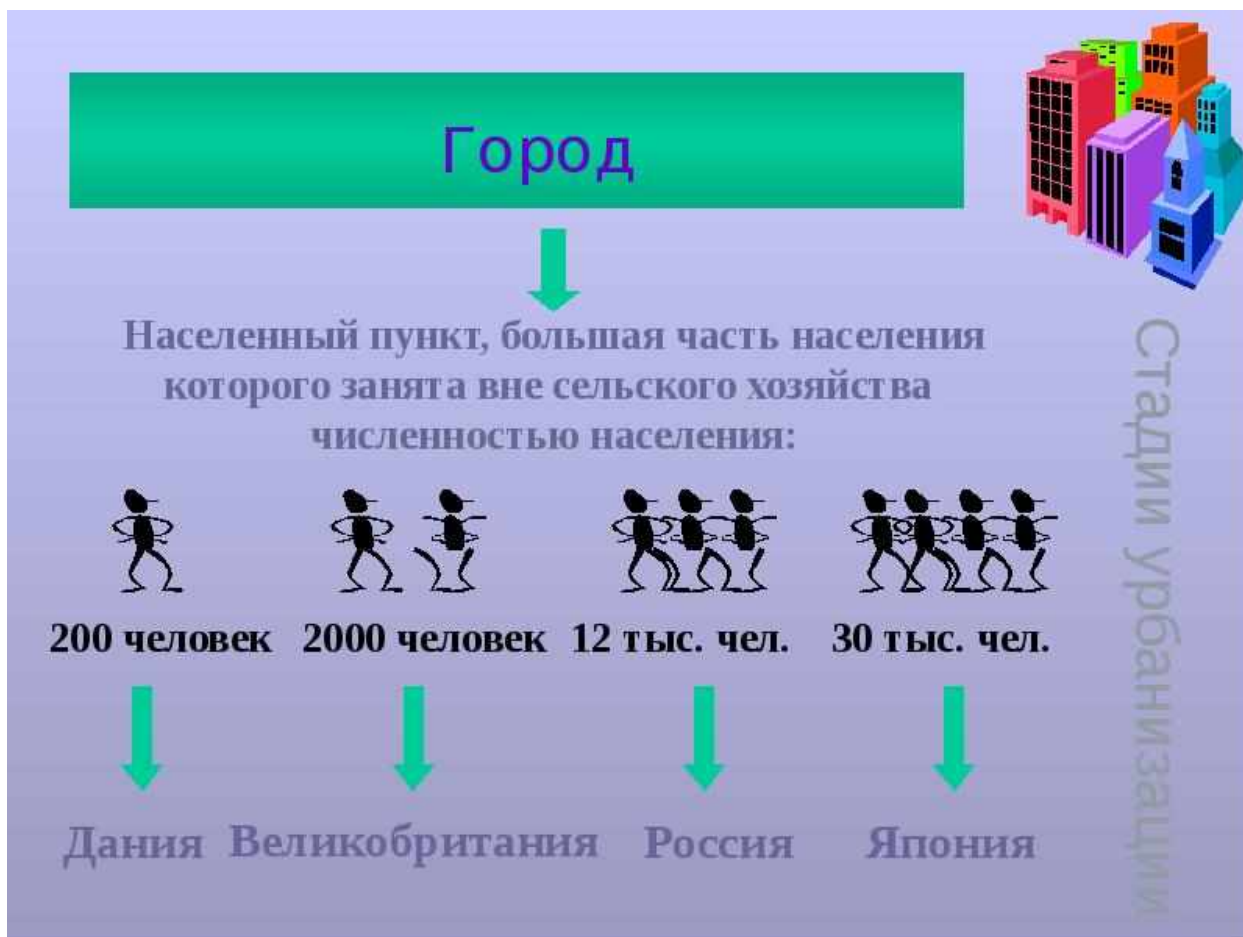 Город
Населенный пункт, большая часть населения
которого занята вне сельского хозяйства
численностью населения:
200 человек 2000 человек 12 тыс. чел. 30 тыс. чел.
Дания Великобритания Россия Япония
Стадии урбанизации